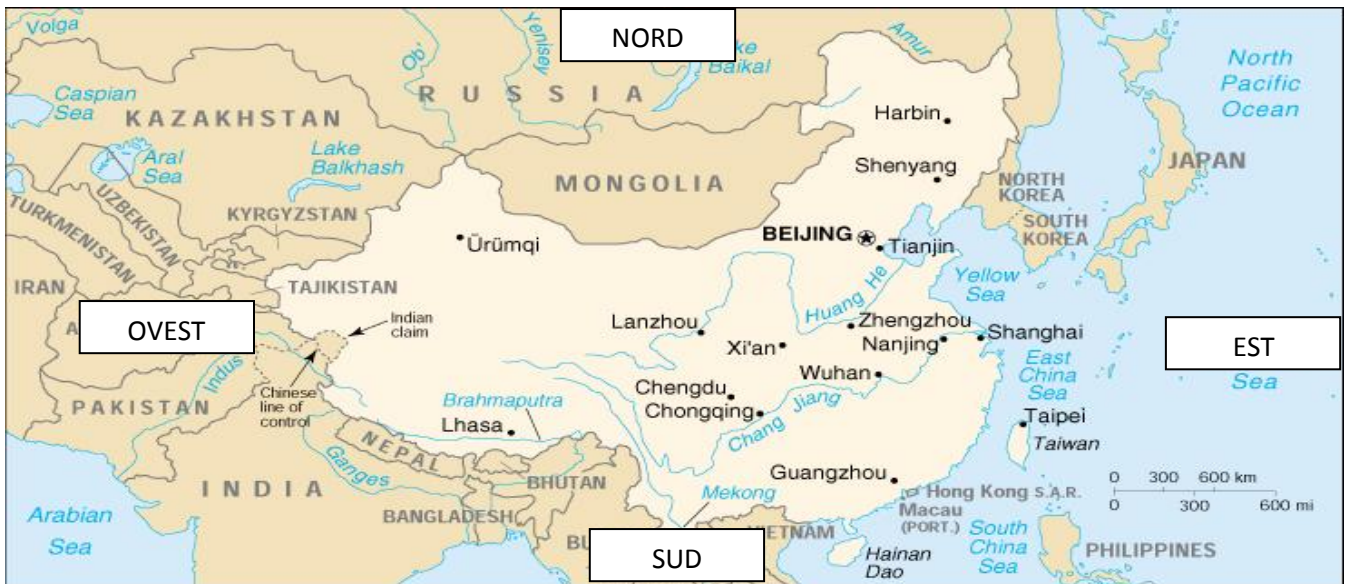 Volga
Ob'
Yenisey
NORD
Baikal
Amur
North
Pacific
Ocean
Caspian
Sea
RUSSIA
KAZAKHSTAN
Harbin
Aral
Sea
Lake
Balkhash
Shenyang
JAPAN
MONGOLIA
NORTH
KOREA
UZBEKISTAN
TURKMENISTAN
KYRGYZSTAN
SOUTH
KOREA
Ürümqi
BEIJING
Tianjin
IRAN
TAJIKISTAN
Yellow
Sea
Huang He
OVEST
Indian
claim
Lanzhou
Zhengzhou
Shanghai
Xi'an
Nanjing
EST
East
China
Sea
Sea
Indus
Chinese
line of
control
Wuhan
Chengdu
PAKISTAN
Brahmaputra
Chongqing
Chang Jiang
Taipei
Lhasa
Taiwan
NEPAL
Ganges
INDIA
BHUTAN
Guangzhou
0 300 600 km
0 300 600 mi
Mekong
Hong Kong S.A.R.
Macau
(PORT.)
BANGLADESH
Arabian
Sea
SUD
Hainan
Dao
South
China
Sea
PHILIPPINES